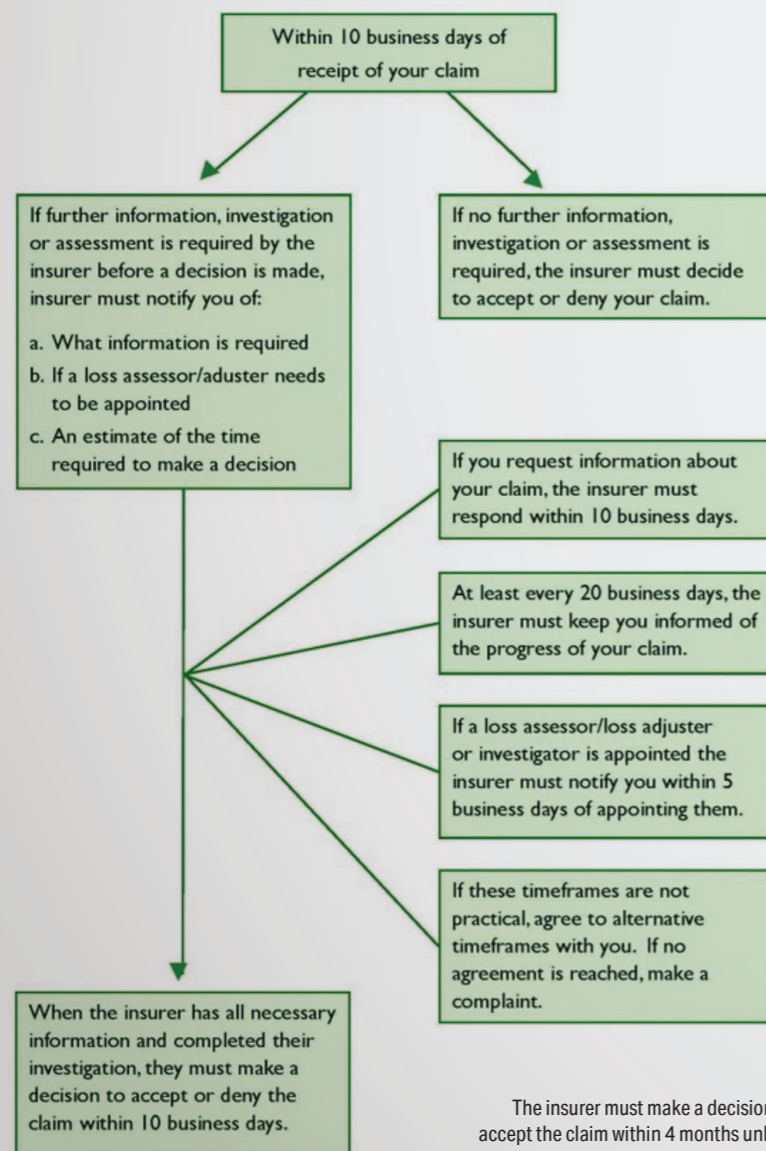 Within 10 business days of
receipt of your claim
If further information, investigation
or assessment is required by the
insurer before a decision is made,
insurer must notify you of:
a. What information is required
b. If a loss assessor/aduster needs
to be appointed
c. An estimate of the time
required to make a decision
If no further information,
investigation or assessment is
required, the insurer must decide
to accept or deny your claim.
If you request information about
your claim, the insurer must
respond within 10 business days.
At least every 20 business days, the
insurer must keep you informed of
the progress of your claim.
If a loss assessor/loss adjuster
or investigator is appointed the
insurer must notify you within 5
business days of appointing them.
If these timeframes are not
practical, agree to alternative
timeframes with you. If no
agreement is reached, make a
complaint.
When the insurer has all necessary
information and completed their
investigation, they must make a
decision to accept or deny the
claim within 10 business days.
The insurer must make a decision
accept the claim within 4 months